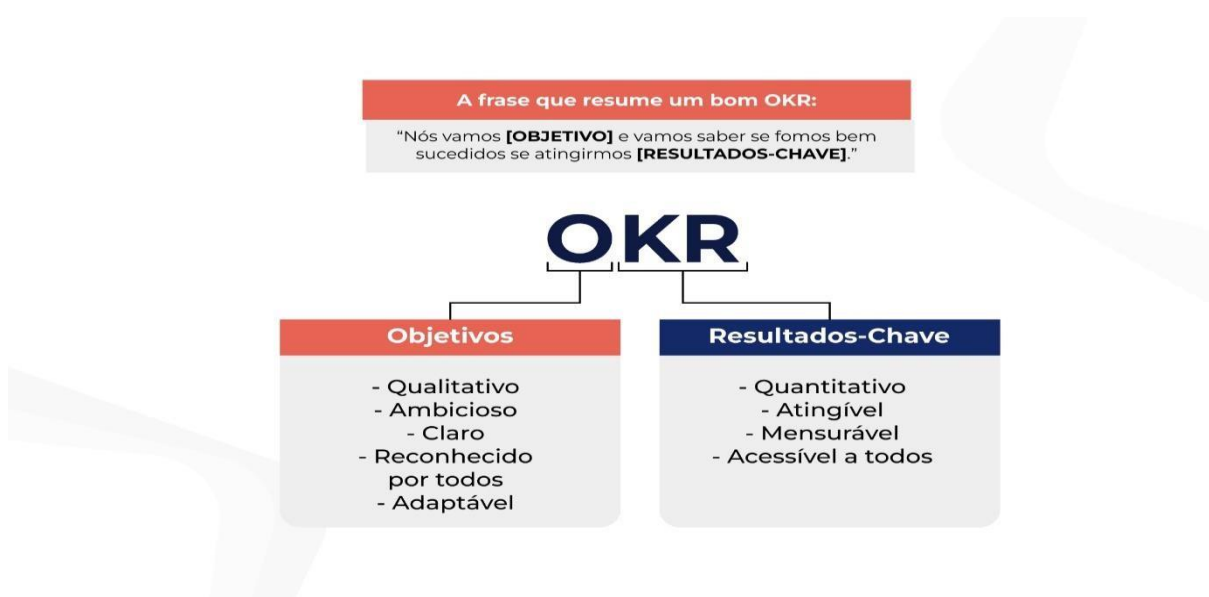 A frase que resume um bom OKR:
“Nós vamos [OBJETIVO] e vamos saber se fomos bem
sucedidos se atingirmos [RESULTADOS-CHAVE].”
OKR
Objetivos
- Qualitativo
- Ambicioso
- Claro
- Reconhecido
por todos
- Adaptável
Resultados-Chave
- Quantitativo
- Atingível
- Mensurável
- Acessível a todos